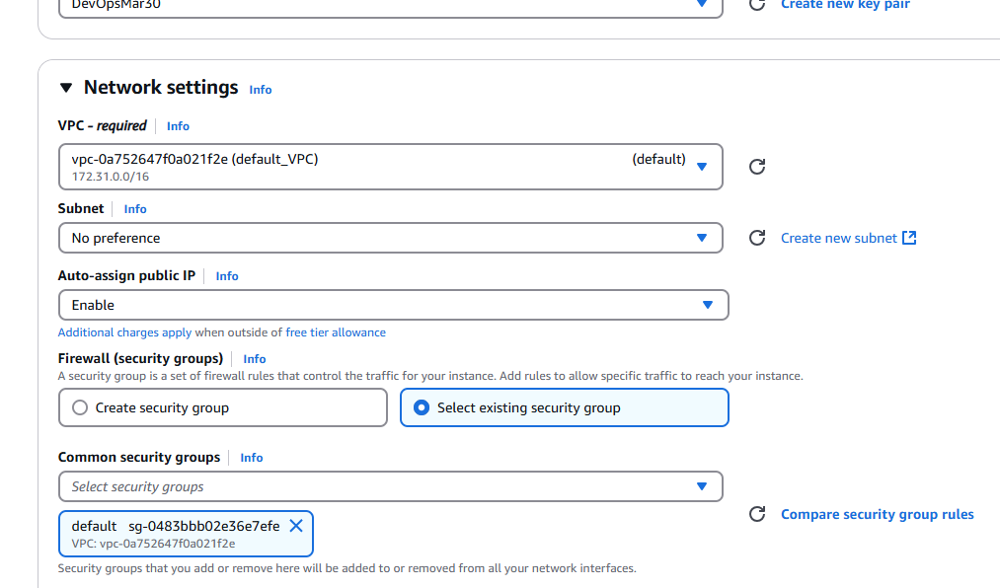 DevOpsMar30
Create new key pair
Network settings Info
VPC - required Info
vpc-0a752647f0a021f2e (default_VPC) (default)
172.31.0.0/16
Subnet Info
No preference
Create new subnet
Auto-assign public IP Info
Enable
Additional charges apply when outside of free tier allowance
Firewall (security groups) Info
A security group is a set of firewall rules that control the traffic for your instance. Add rules to allow specific traffic to reach your instance.
Create security group
Select existing security group
Common security groups Info
Select security groups
default sg-0483bbb02e36e7efe
VPC: vpc-0a752647f0a021f2e
Compare security group rules
Security groups that you add or remove here will be added to or removed from all your network interfaces.